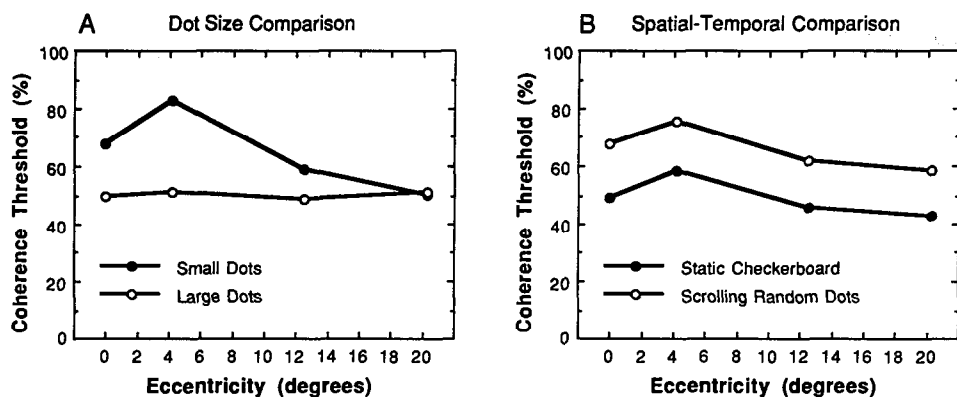 A Dot Size Comparison
Coherence Threshold (%)
100
80
60
40
20
0
Small Dots
Large Dots
0 2 4 6 8 10 12 14 16 18 20
Eccentricity (degrees)
B Spatial-Temporal Comparison
Coherence Threshold (%)
100
80
60
40
20
0
Static Checkerboard
Scrolling Random Dots
0 2 4 6 8 10 12 14 16 18 20
Eccentricity (degrees)